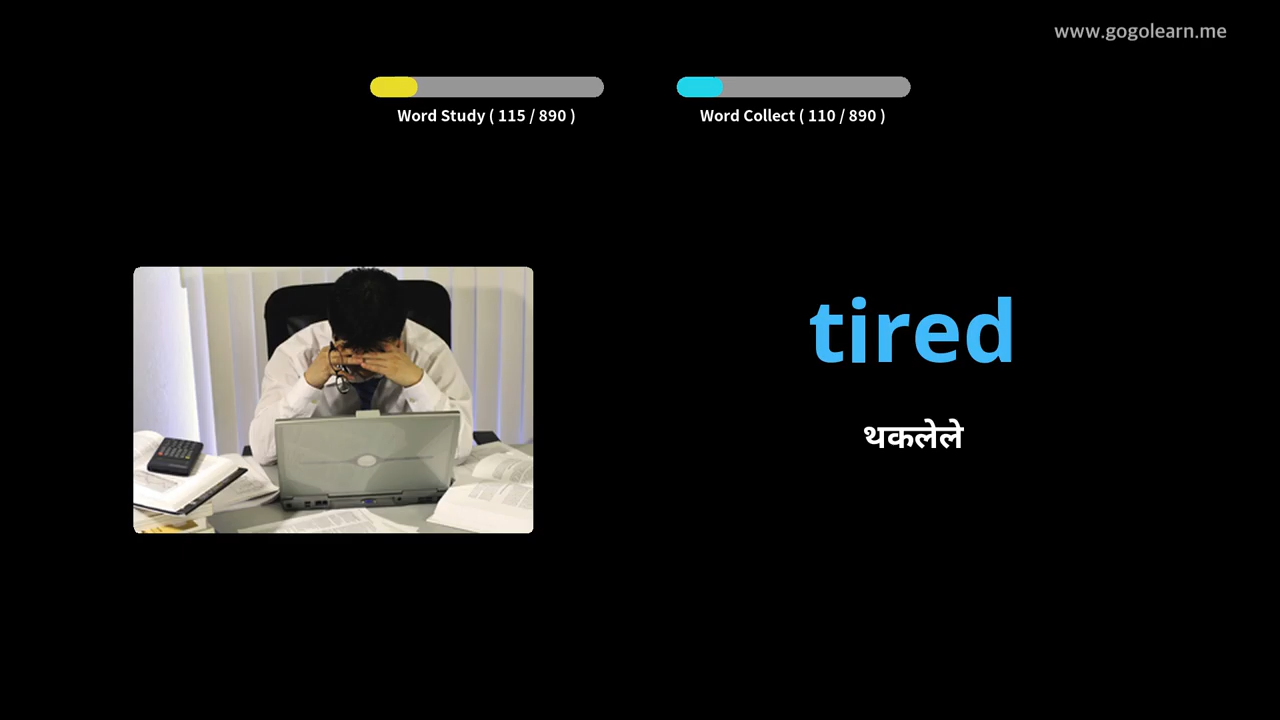 www.gogolearn.me
Word Study ( 115 / 890 )
Word Collect ( 110 / 890 )
tired
थकलेले